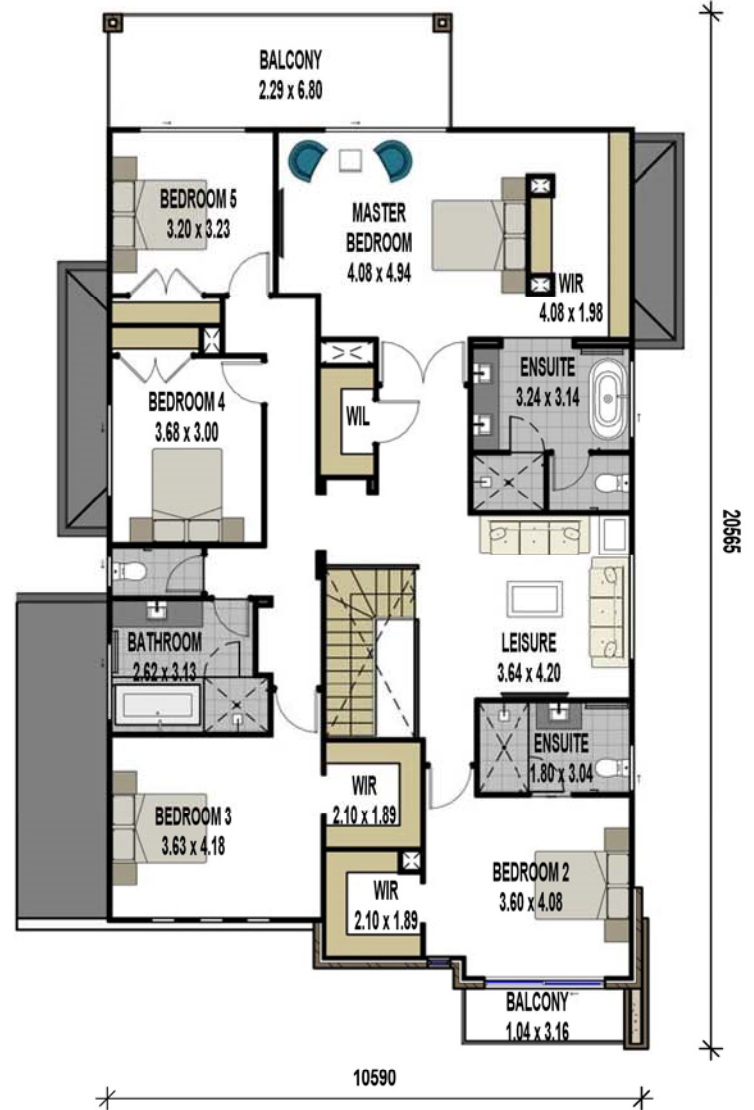 BALCONY
2.29 x 6.80
BEDROOM 5
3.20 x 3.23
MASTER
BEDROOM
4.08 x 4.94
WIR
4.08 x 1.98
BEDROOM 4
3.68 x 3.00
WIL
ENSUITE
3.24 x 3.14
20565
BATHROOM
2.62 x 3.13
LEISURE
3.64 x 4.20
ENSUITE
1.80 x 3.04
BEDROOM 3
3.63 x 4.18
WIR
2.10 x 1.89
WIR
2.10 x 1.89
BEDROOM 2
3.60 x 4.08
BALCONY
1.04 x 3.16
10590